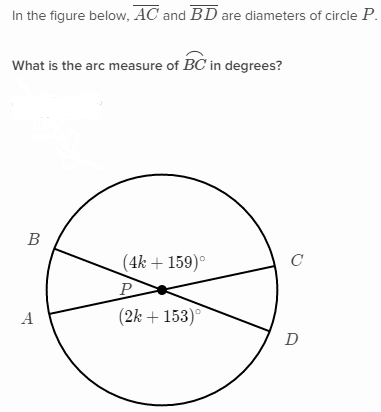 In the figure below, AC and BD are diameters of circle P.
What is the arc measure of BC in degrees?
B
(4k + 159)°
C
P
A
(2k + 153)°
D